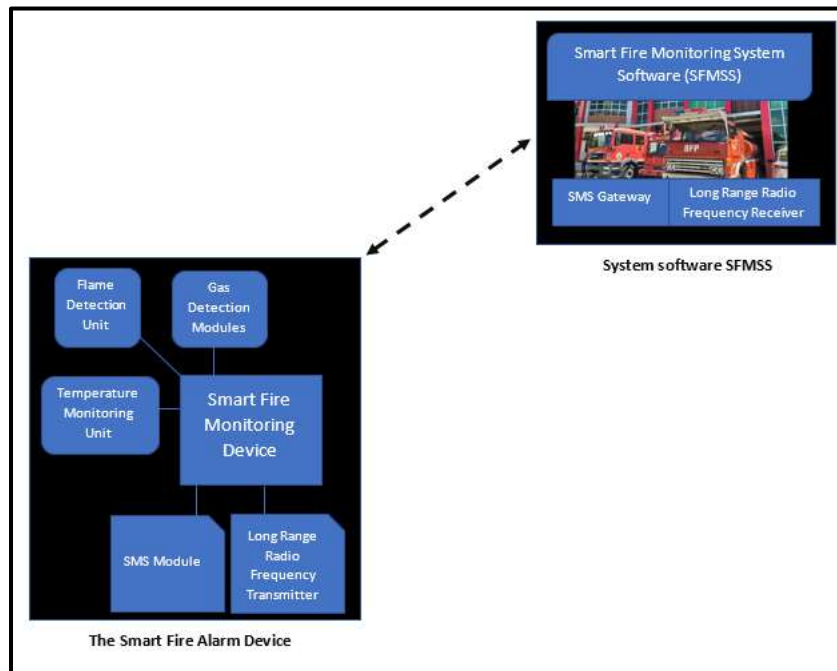 Smart Fire Monitoring System
Software (SFMSS)
BFP
SMS Gateway
Long Range Radio
Frequency Receiver
System software SFMSS
Flame
Detection
Unit
Gas
Detection
Modules
Temperature
Monitoring
Unit
Smart Fire
Monitoring
Device
SMS Module
Long Range
Radio
Frequency
Transmitter
The Smart Fire Alarm Device